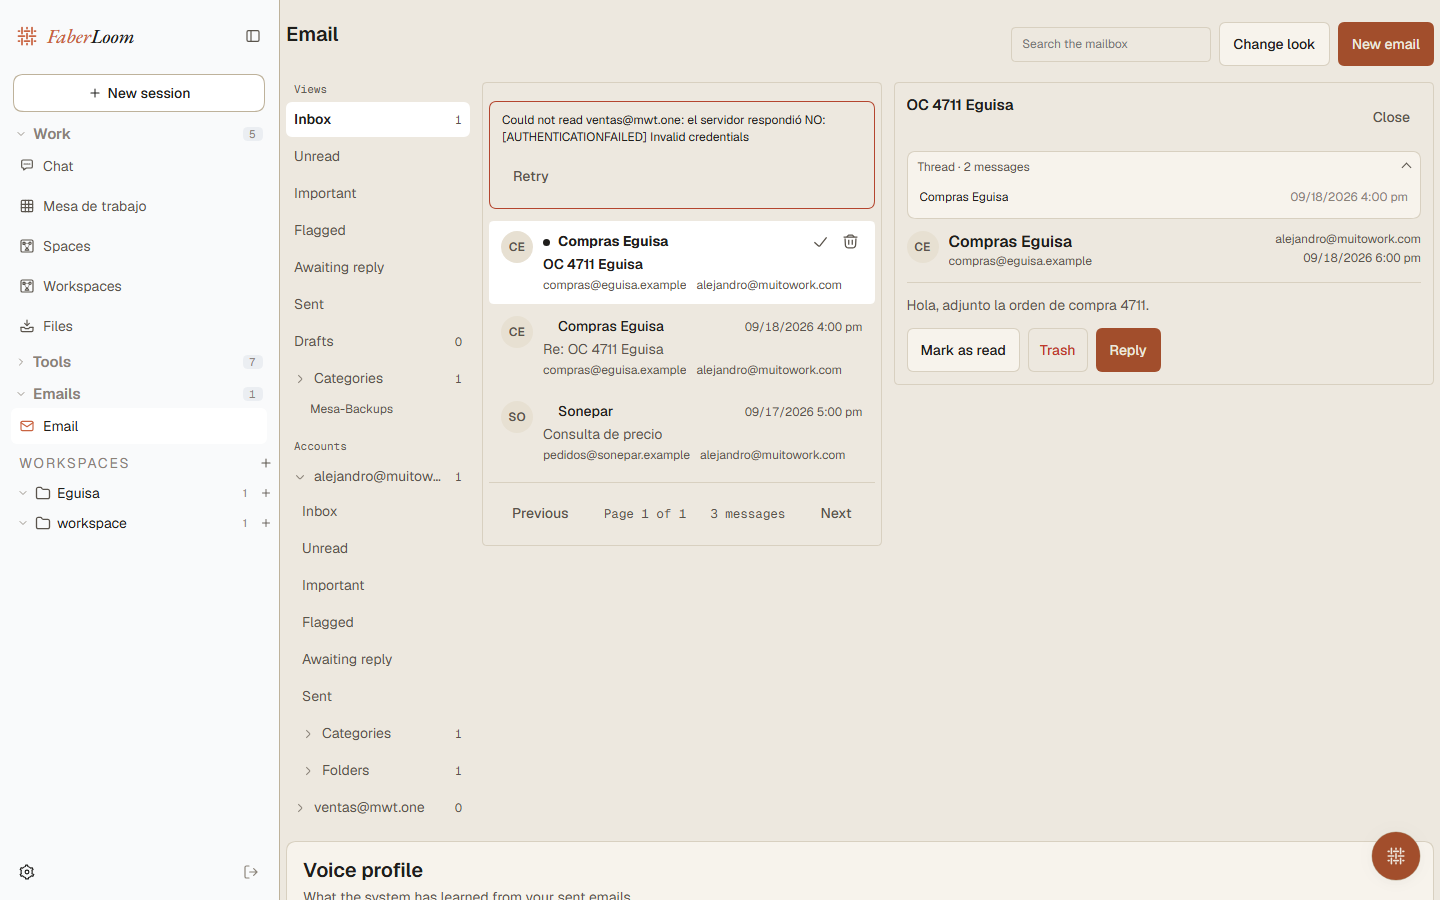 FaberLoom
New session
Work 5
Chat
Mesa de trabajo
Spaces
Workspaces
Files
Tools 7
Emails 1
Email
WORKSPACES
Eguisa 1
workspace 1
Email
Search the mailbox
Change look
New email
Views
Inbox 1
Unread
Important
Flagged
Awaiting reply
Sent
Drafts 0
Categories 1
Mesa-Backups
Accounts
alejandro@muitow... 1
Inbox
Unread
Important
Flagged
Awaiting reply
Sent
Categories 1
Folders 1
ventas@mwt.one 0
Could not read ventas@mwt.one: el servidor respondió NO:
[AUTHENTICATIONFAILED] Invalid credentials
Retry
CE Compras Eguisa
OC 4711 Eguisa
compras@eguisa.example alejandro@muitowork.com
CE Compras Eguisa 09/18/2026 4:00 pm
Re: OC 4711 Eguisa
compras@eguisa.example alejandro@muitowork.com
SO Sonepar 09/17/2026 5:00 pm
Consulta de precio
pedidos@sonepar.example alejandro@muitowork.com
Previous Page 1 of 1 3 messages Next
OC 4711 Eguisa
Close
Thread · 2 messages
Compras Eguisa 09/18/2026 4:00 pm
CE Compras Eguisa alejandro@muitowork.com
compras@eguisa.example 09/18/2026 6:00 pm
Hola, adjunto la orden de compra 4711.
Mark as read Trash Reply
Voice profile
What the system has learned from your sent emails